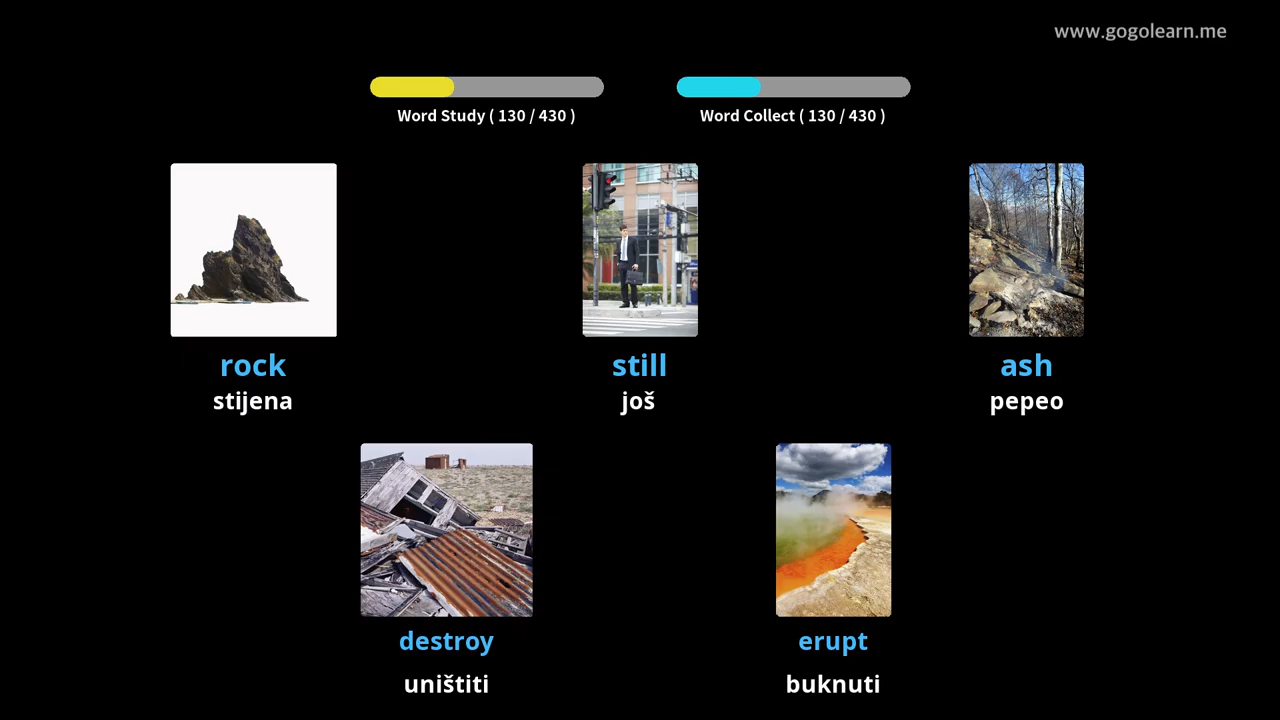 www.gogolearn.me
Word Study ( 130 / 430 )
Word Collect ( 130 / 430 )
rock
stijena
still
još
ash
pepeo
destroy
uništiti
erupt
buknuti